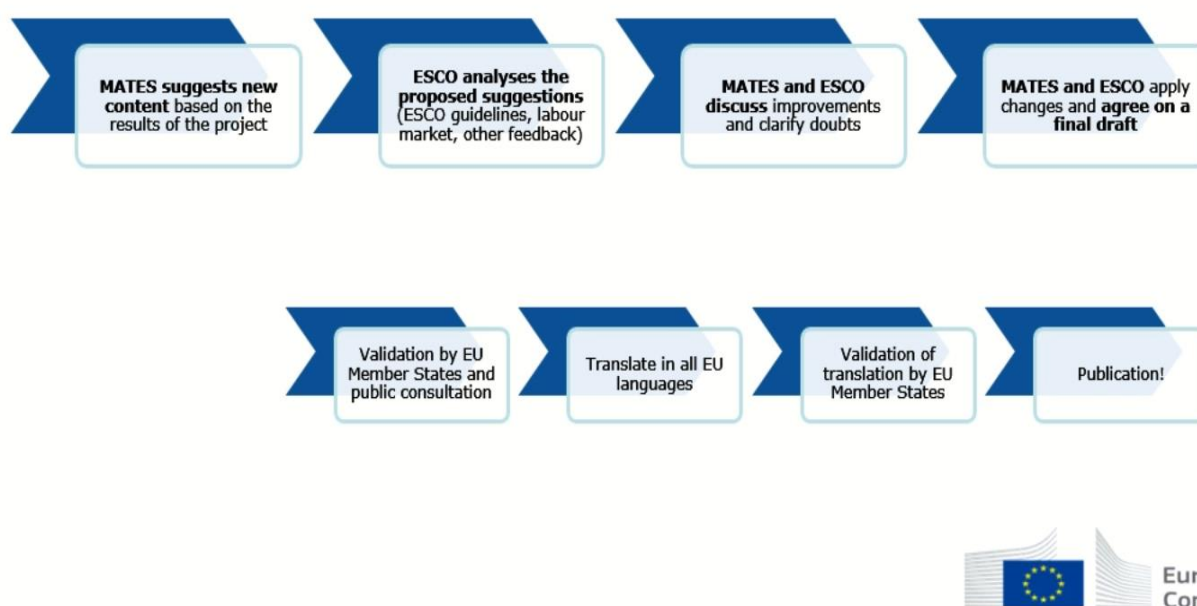 MATES suggests new
content based on the
results of the project
ESCO analyses the
proposed suggestions
(ESCO guidelines, labour
market, other feedback)
MATES and ESCO
discuss improvements
and clarify doubts
MATES and ESCO apply
changes and agree on a
final draft
Validation by EU
Member States and
public consultation
Translate in all EU
languages
Validation of
translation by EU
Member States
Publication!